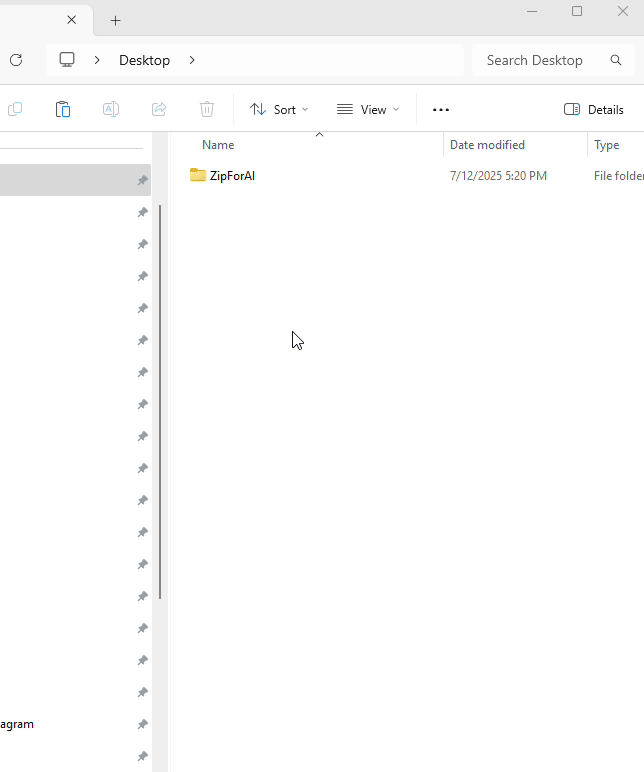 Desktop
Search Desktop
Sort
View
Details
Name
Date modified
Type
ZipForAI
7/12/2025 5:20 PM
File folde
agram